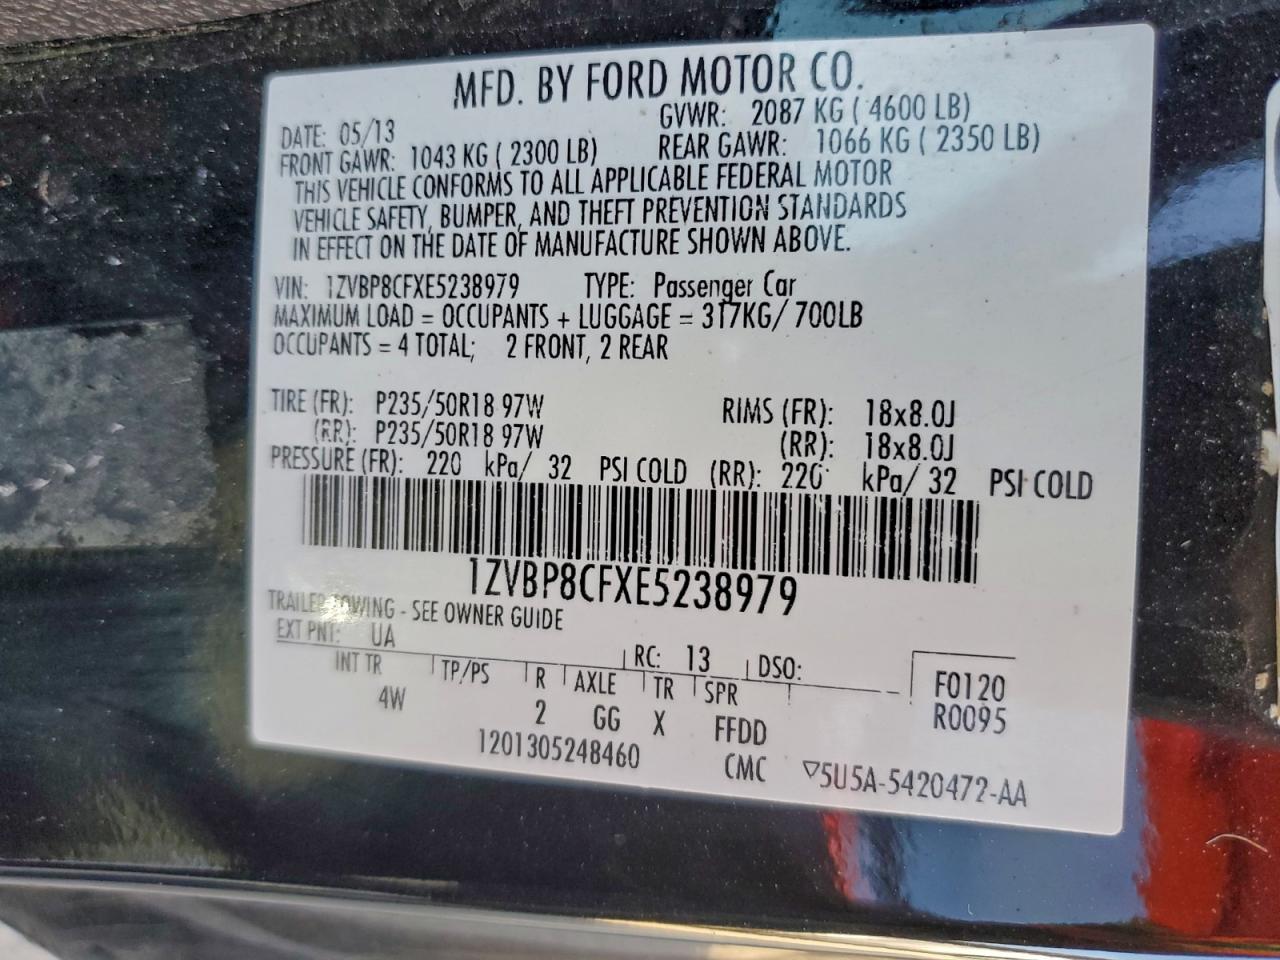 MFD. BY FORD MOTOR CO.
DATE: 05/13 GVWR: 2087 KG ( 4600 LB)
FRONT GAWR: 1043 KG ( 2300 LB) REAR GAWR: 1066 KG ( 2350 LB)
THIS VEHICLE CONFORMS TO ALL APPLICABLE FEDERAL MOTOR
VEHICLE SAFETY, BUMPER, AND THEFT PREVENTION STANDARDS
IN EFFECT ON THE DATE OF MANUFACTURE SHOWN ABOVE.
VIN: 1ZVBP8CFXE5238979 TYPE: Passenger Car
MAXIMUM LOAD = OCCUPANTS + LUGGAGE = 317KG/ 700LB
OCCUPANTS = 4 TOTAL; 2 FRONT, 2 REAR
TIRE (FR): P235/50R18 97W RIMS (FR): 18x8.0J
(RR): P235/50R18 97W (RR): 18x8.0J
PRESSURE (FR): 220 kPa/ 32 PSI COLD (RR): 220 kPa/ 32 PSI COLD
1ZVBP8CFXE5238979
TRAILER TOWING - SEE OWNER GUIDE
EXT PNT: UA RC: 13 DSO:
INT TR TP/PS R AXLE TR SPR F0120
4W 2 GG X FFDD R0095
1201305248460 CMC ▽5U5A-5420472-AA